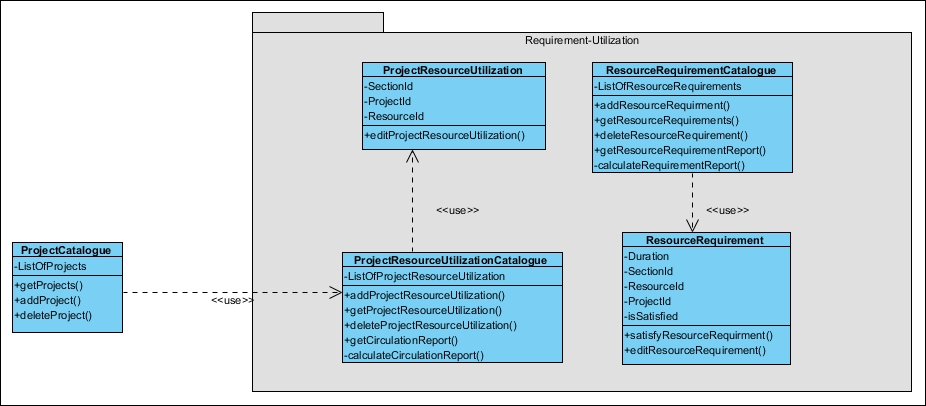 Requirement-Utilization
ProjectResourceUtilization
-SectionId
-ProjectId
-ResourceId
+editProjectResourceUtilization()
ResourceRequirementCatalogue
-ListOfResourceRequirements
+addResourceRequirment()
+getResourceRequirements()
+deleteResourceRequirement()
+getResourceRequirementReport()
-calculateRequirementReport()
<<use>>
<<use>>
ProjectCatalogue
-ListOfProjects
+getProjects()
+addProject()
+deleteProject()
<<use>>
ProjectResourceUtilizationCatalogue
-ListOfProjectResourceUtilization
+addProjectResourceUtilization()
+getProjectResourceUtilization()
+deleteProjectResourceUtilization()
+getCirculationReport()
-calculateCirculationReport()
ResourceRequirement
-Duration
-SectionId
-ResourceId
-ProjectId
-isSatisfied
+satisfyResourceRequirment()
+editResourceRequirement()